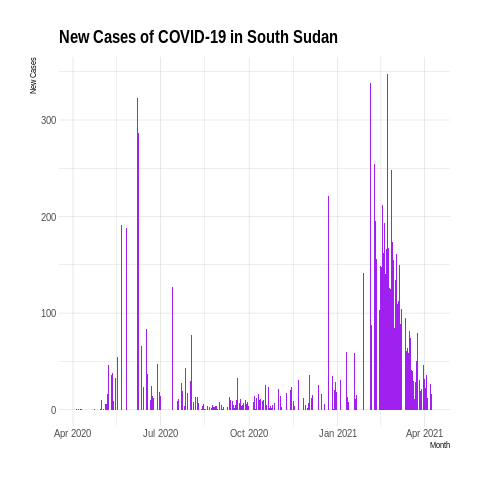 New Cases of COVID-19 in South Sudan
New Cases
300
200
100
0
Apr 2020 Jul 2020 Oct 2020 Jan 2021 Apr 2021
Month